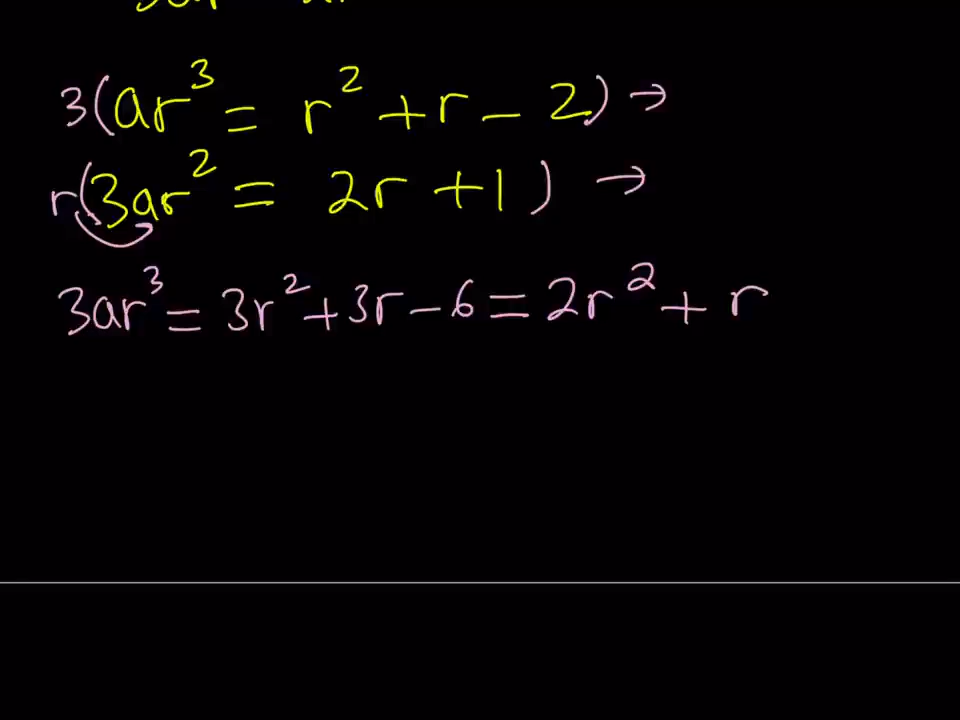 3(ar³ = r² + r - 2) →
r(3ar² = 2r + 1) →
3ar³ = 3r² + 3r - 6 = 2r² + r